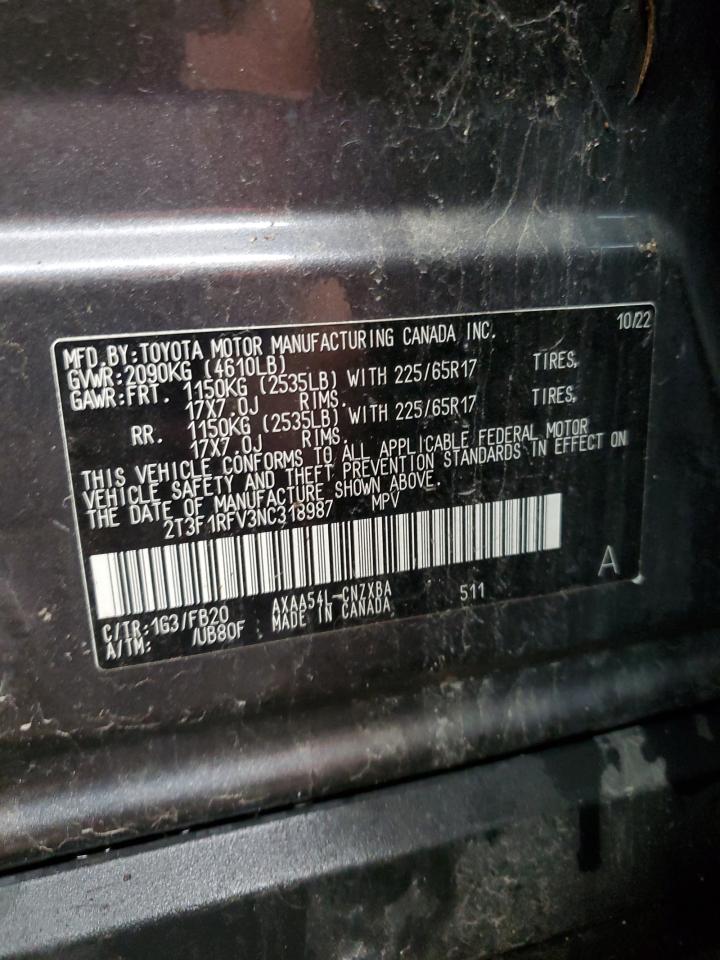 10/22
MFD. BY:TOYOTA MOTOR MANUFACTURING CANADA INC.
GVWR:2090KG (4610LB)
GAWR:FRT. 1150KG (2535LB) WITH 225/65R17 TIRES,
17X7.0J RIMS.
RR. 1150KG (2535LB) WITH 225/65R17 TIRES,
17X7.0J RIMS.
THIS VEHICLE CONFORMS TO ALL APPLICABLE FEDERAL MOTOR
VEHICLE SAFETY AND THEFT PREVENTION STANDARDS IN EFFECT ON
THE DATE OF MANUFACTURE SHOWN ABOVE.
2T3F1RFV3NC318987 MPV
A
C/TR:1G3/FB20 AXAA54L-CNZXBA 511
A/TM: /UB80F MADE IN CANADA